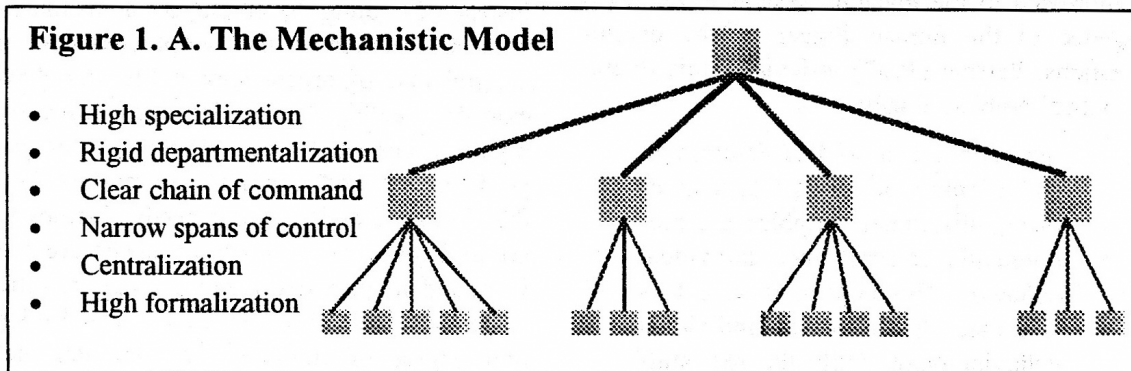 Figure 1. A. The Mechanistic Model
• High specialization
• Rigid departmentalization
• Clear chain of command
• Narrow spans of control
• Centralization
• High formalization